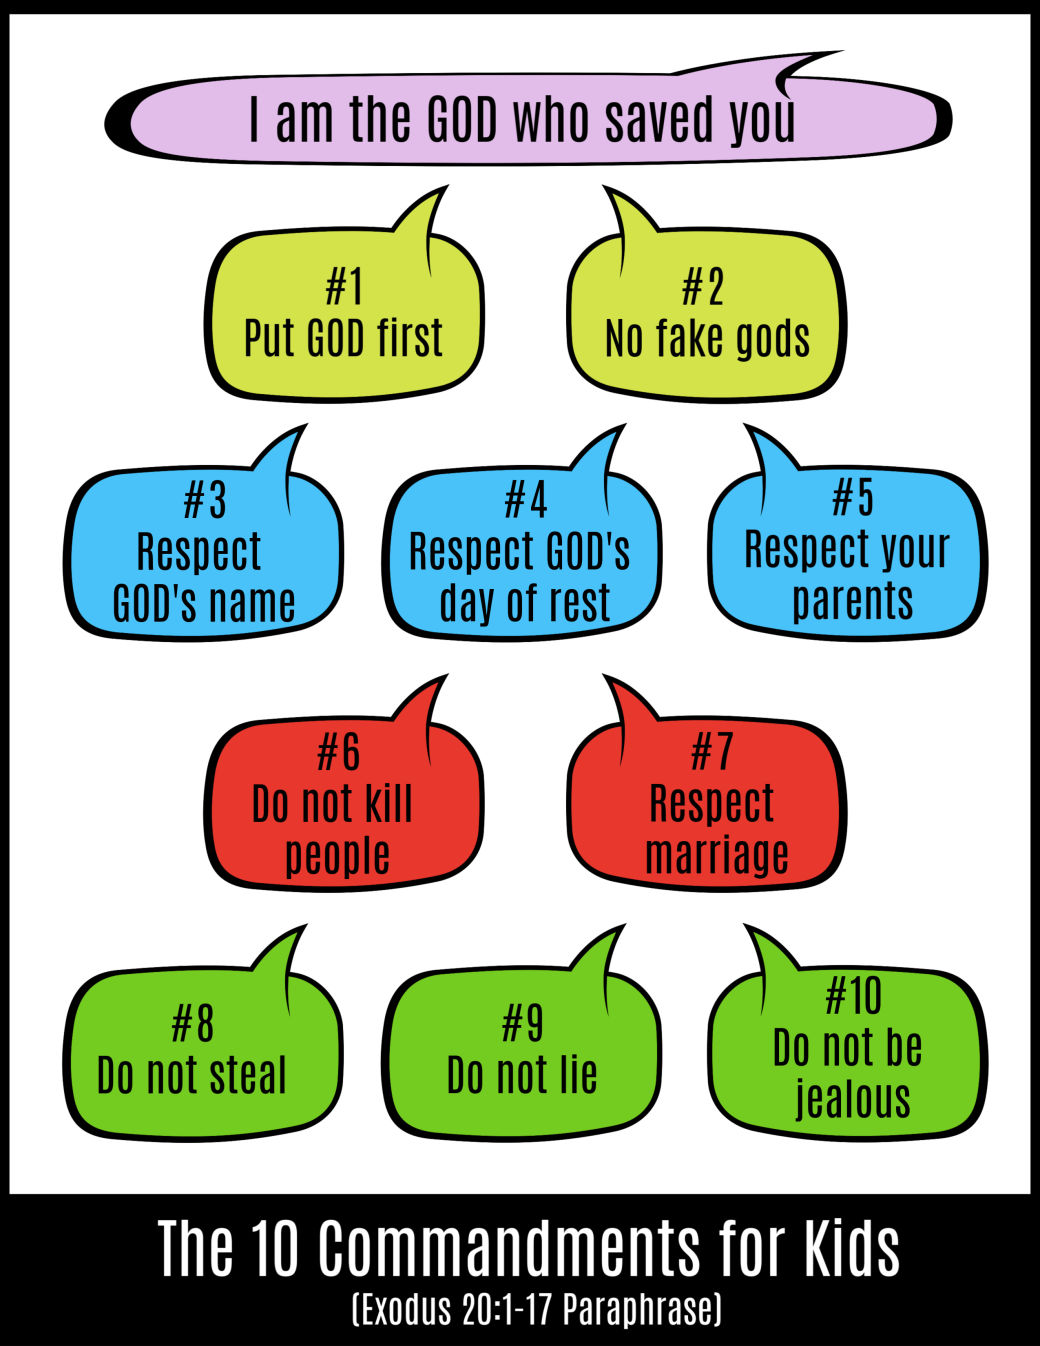 I am the GOD who saved you
#1
Put GOD first
#2
No fake gods
#3
Respect
GOD's name
#4
Respect GOD's
day of rest
#5
Respect your
parents
#6
Do not kill
people
#7
Respect
marriage
#8
Do not steal
#9
Do not lie
#10
Do not be
jealous
The 10 Commandments for Kids
(Exodus 20:1-17 Paraphrase)